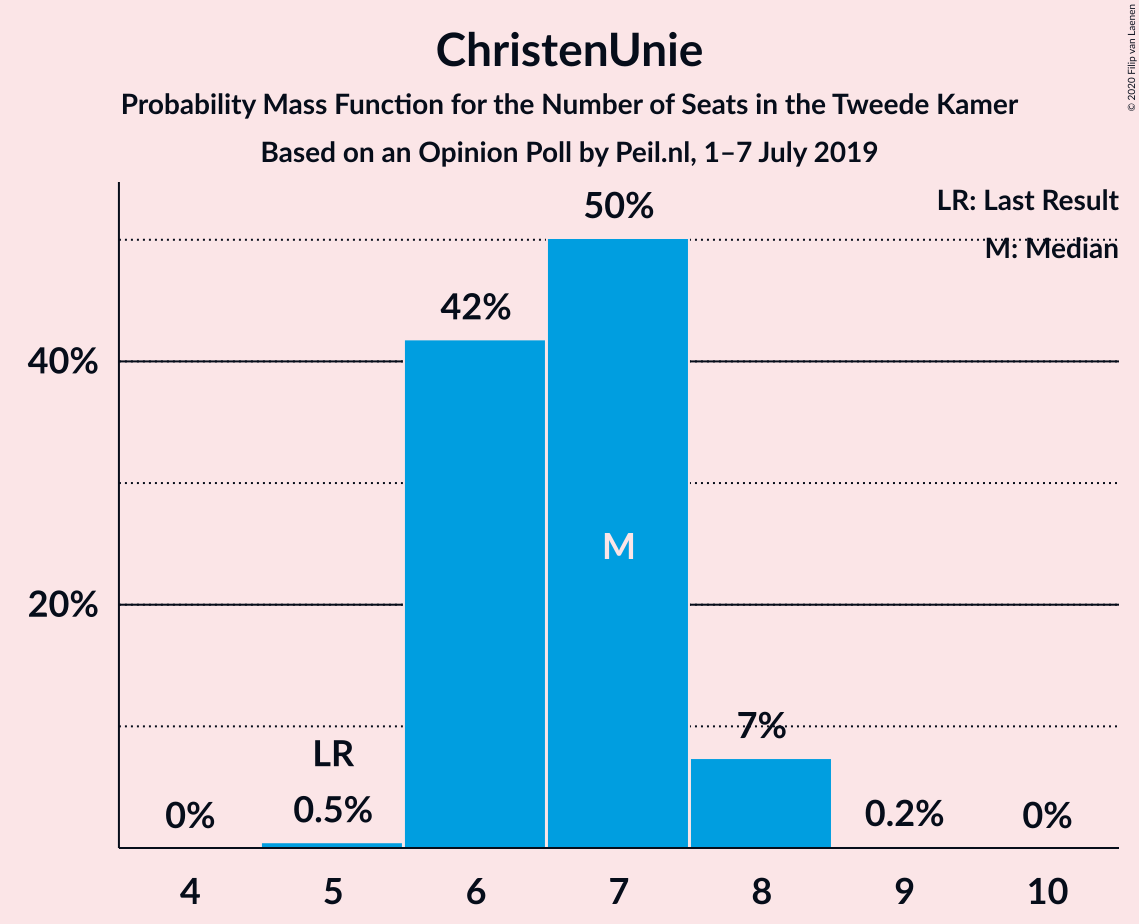 ChristenUnie
Probability Mass Function for the Number of Seats in the Tweede Kamer
Based on an Opinion Poll by Peil.nl, 1–7 July 2019
© 2020 Filip van Laenen
LR: Last Result
M: Median
50%
42%
40%
M
20%
7%
LR
0%
0.5%
0.2%
0%
4 5 6 7 8 9 10